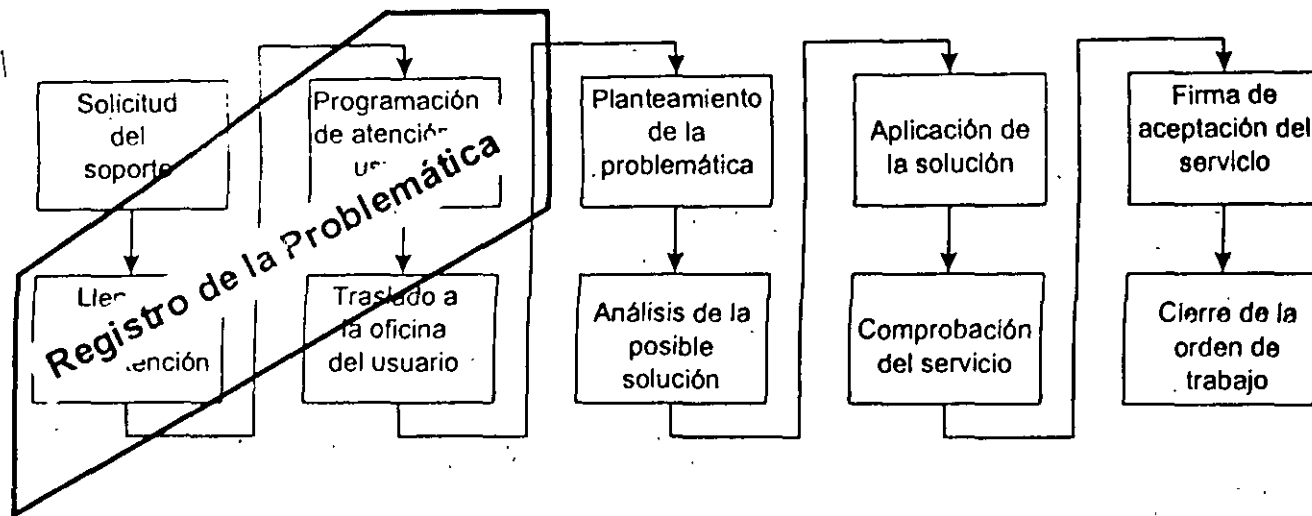 Solicitud
del
soporte
Programación
de atención
Planteamiento
de la
problemática
Aplicación de
la solución
Firma de
aceptación del
servicio
Registro de la Problemática
Traslado a
la oficina
del usuario
Análisis de la
posible
solución
Comprobación
del servicio
Cierre de la
orden de
trabajo